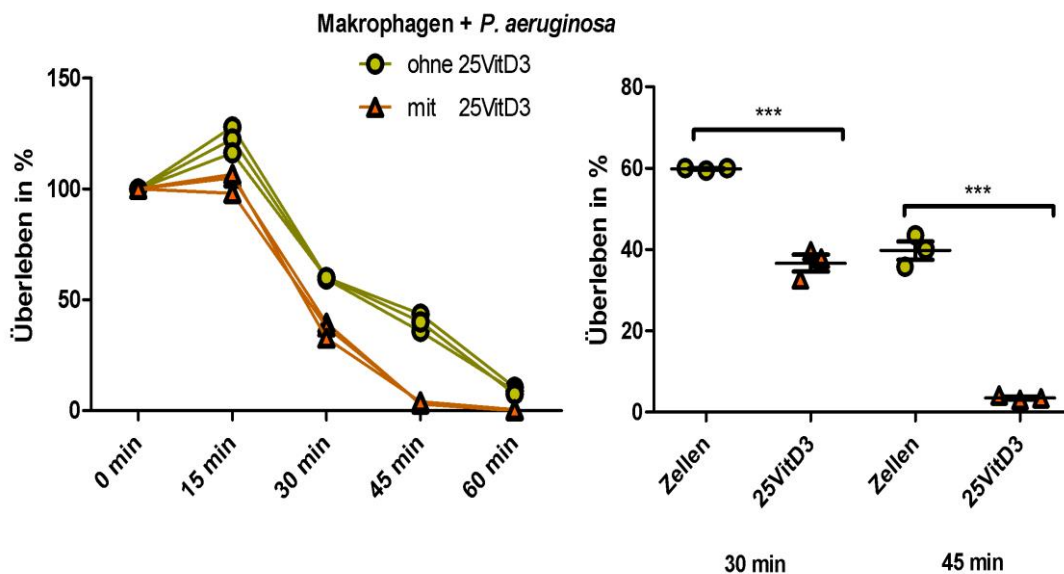 Makrophagen + P. aeruginosa
ohne 25VitD3
mit 25VitD3
Überleben in %
150
100
50
0
0 min
15 min
30 min
45 min
60 min
Überleben in %
80
60
40
20
0
***
***
Zellen
25VitD3
Zellen
25VitD3
30 min
45 min